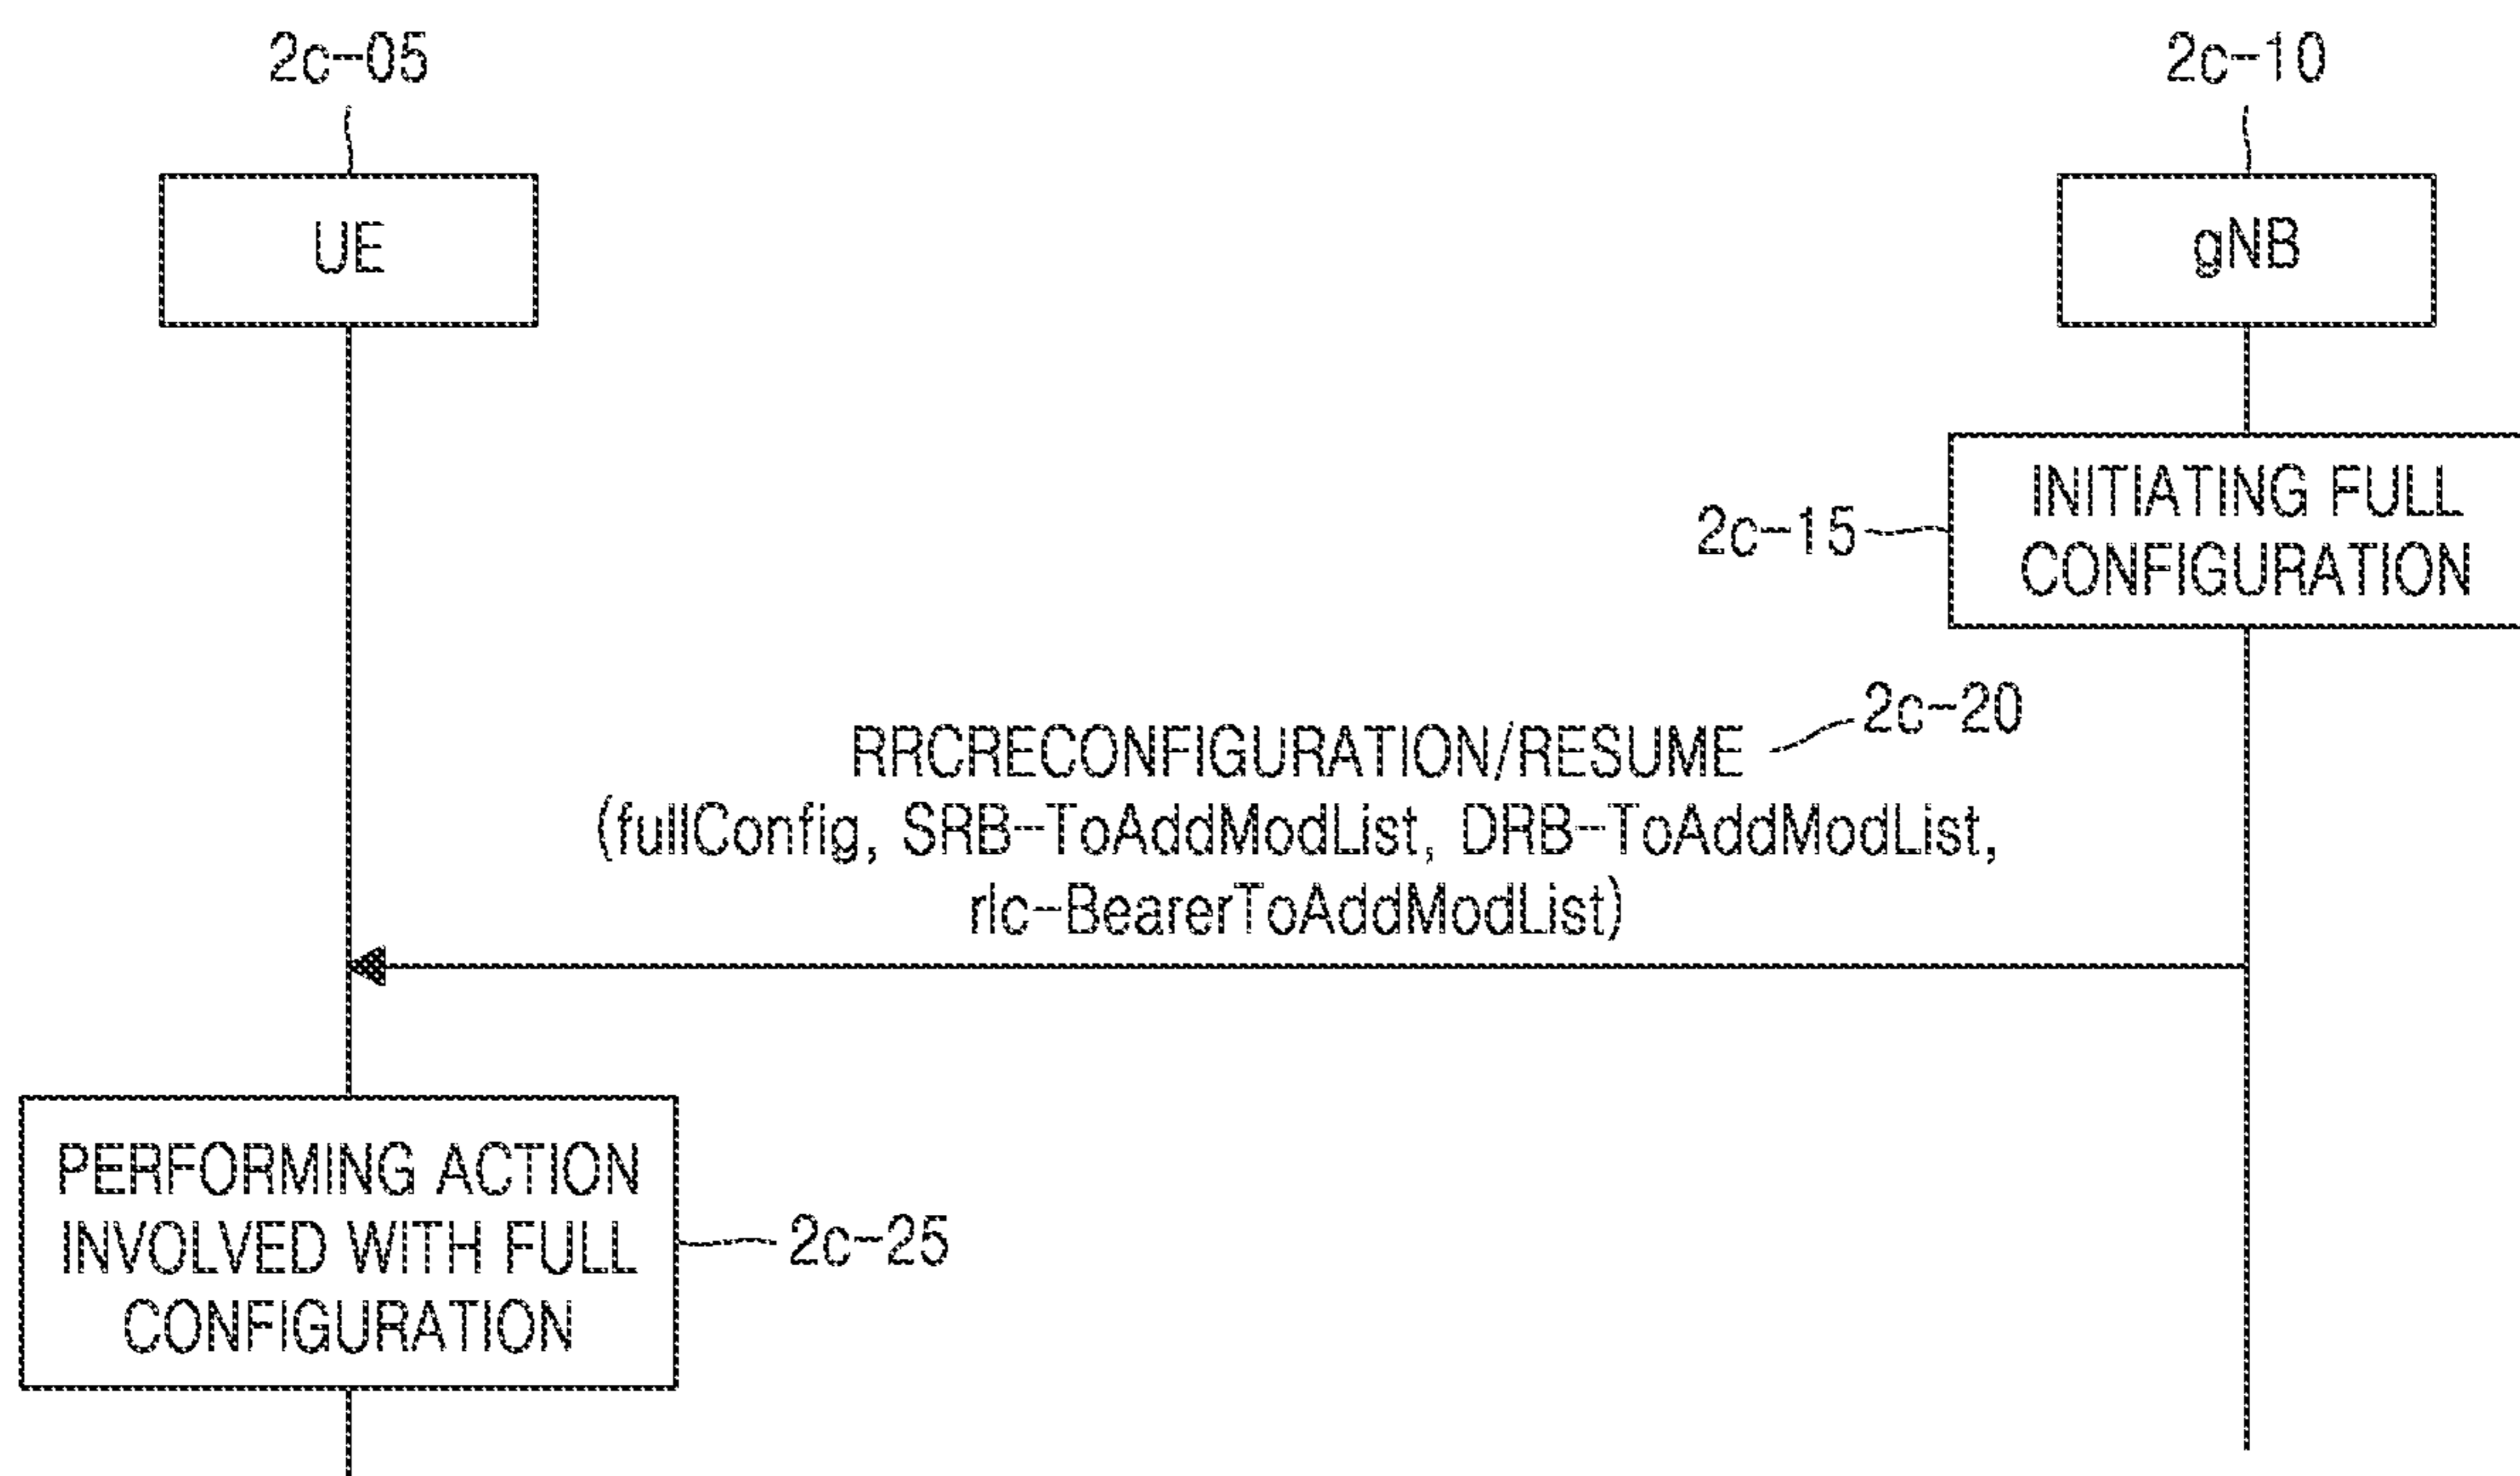 2c-05
2c-10
UE
gNB
2c-15
INITIATING FULL
CONFIGURATION
2c-20
RRCRECONFIGURATION/RESUME
(fullConfig, SRB-ToAddModList, DRB-ToAddModList,
rlc-BearerToAddModList)
PERFORMING ACTION
INVOLVED WITH FULL
CONFIGURATION
2c-25